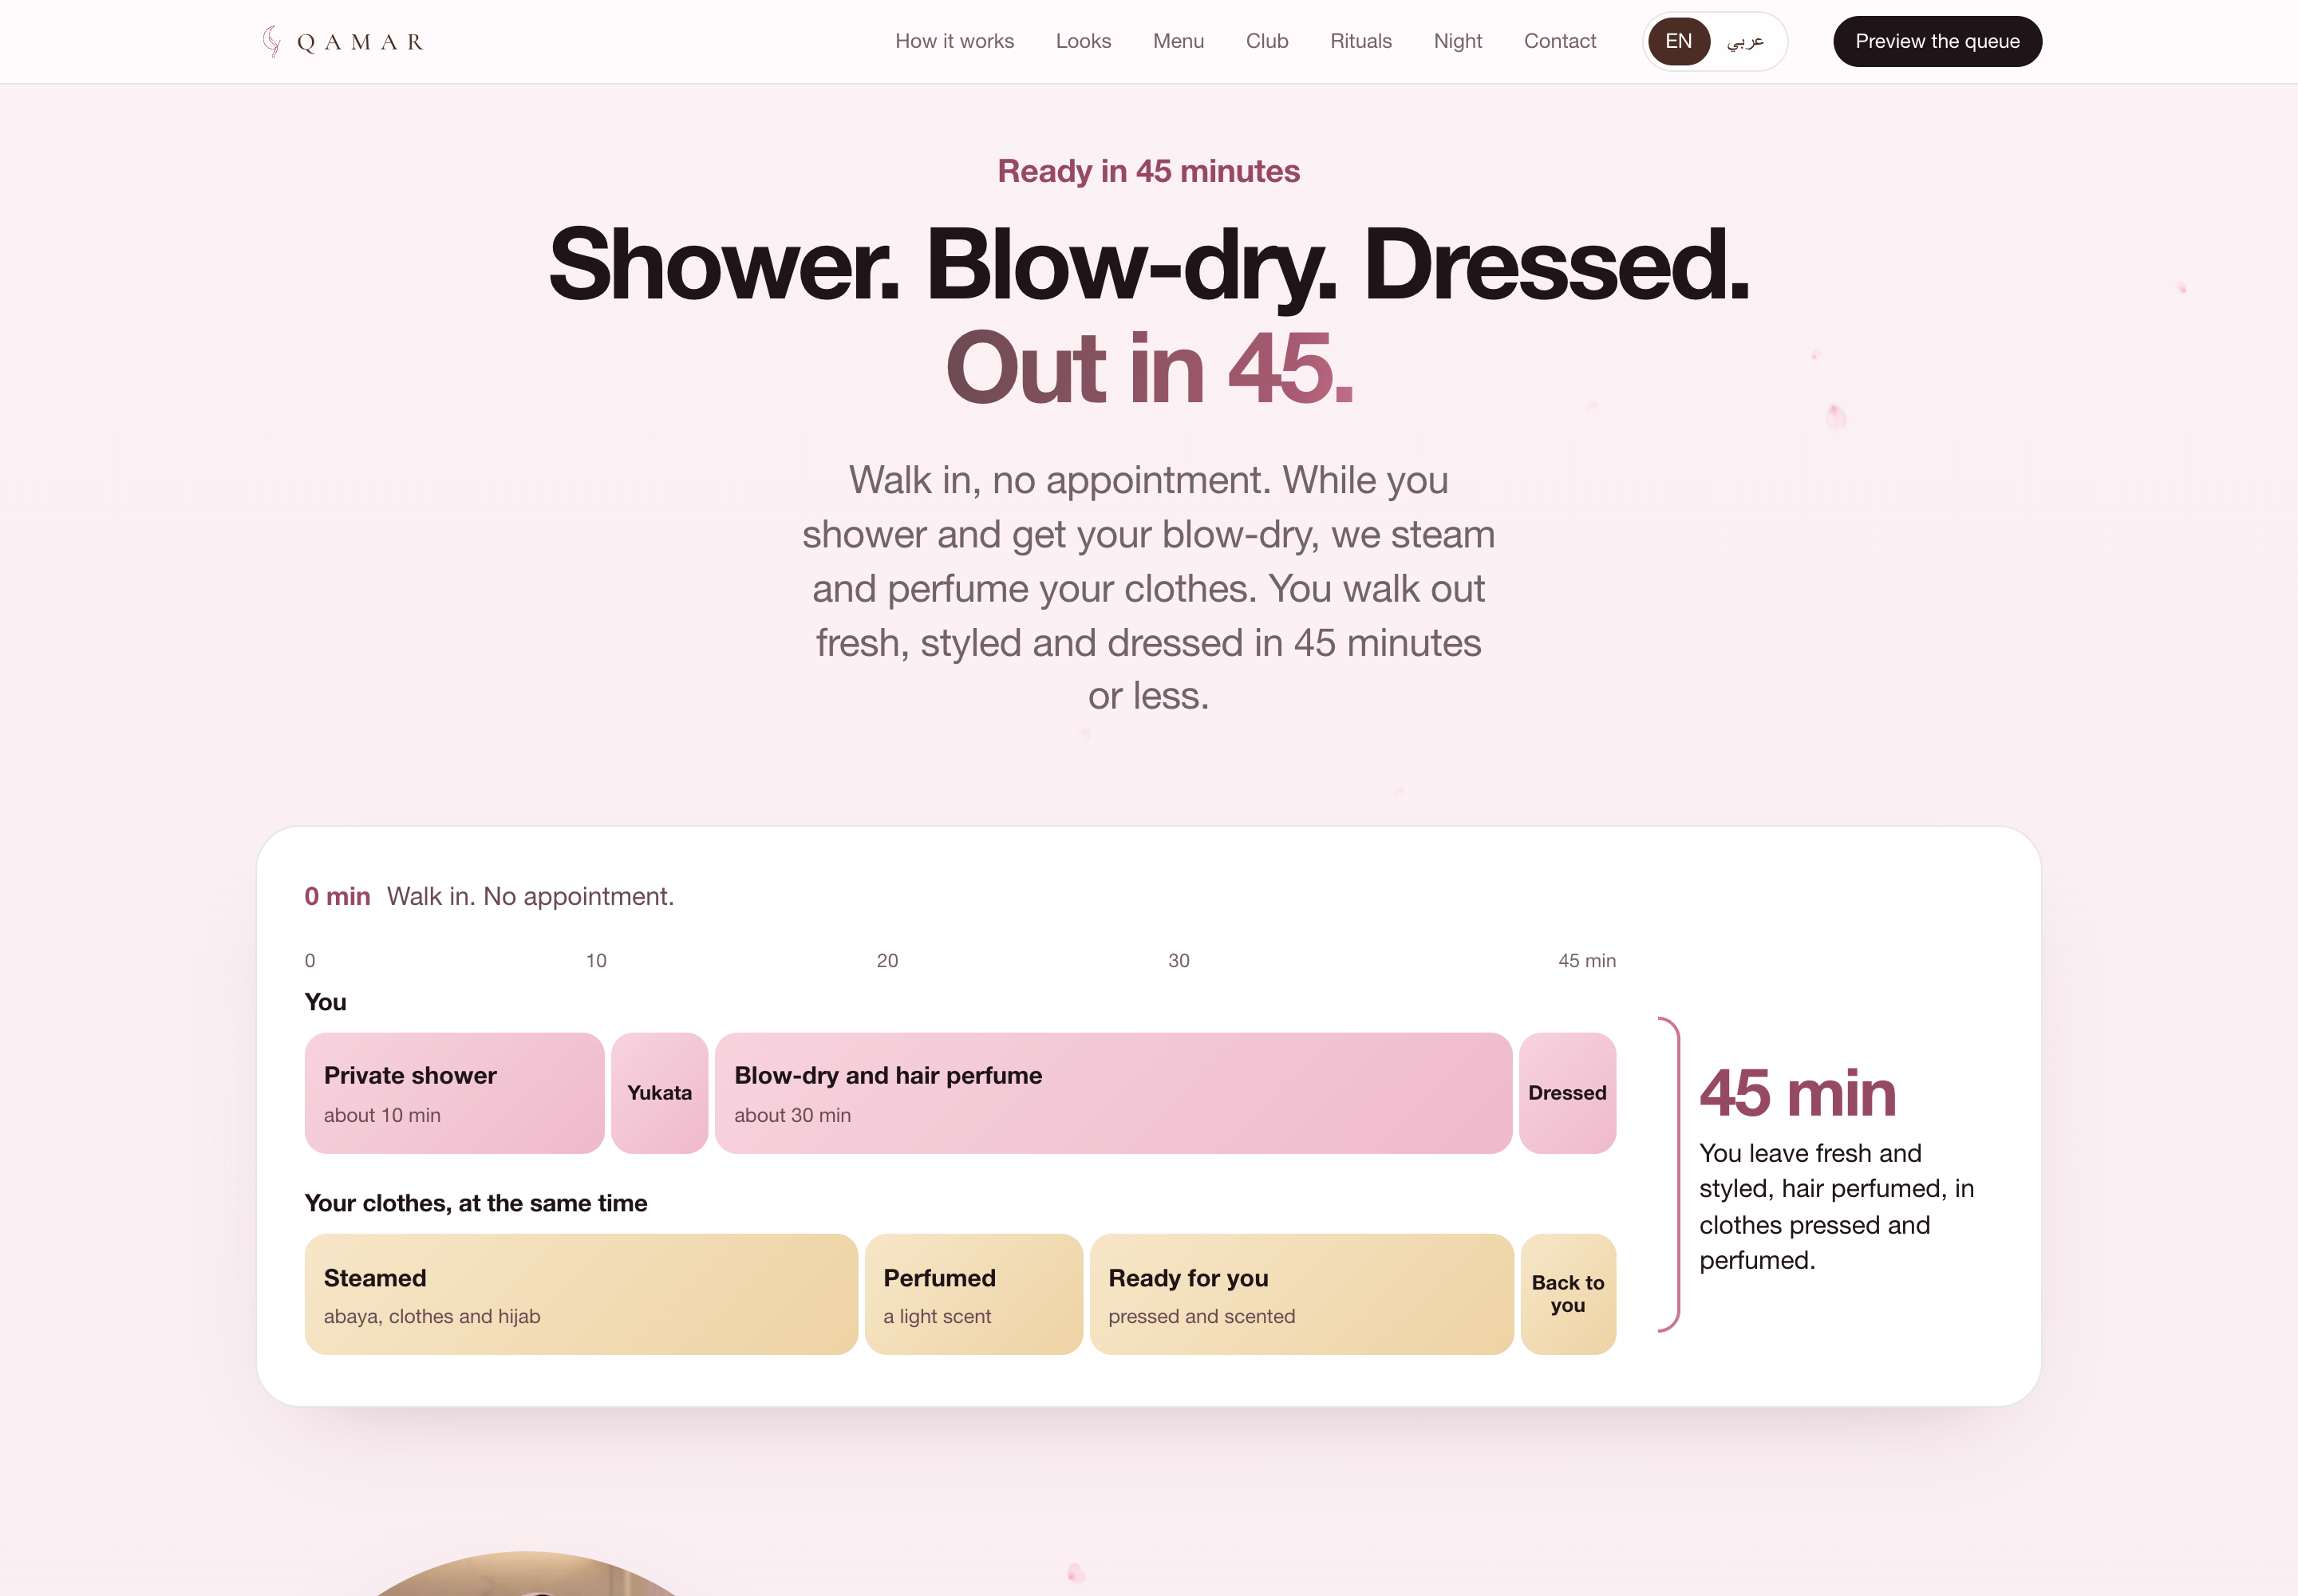 QAMAR
How it works
Looks
Menu
Club
Rituals
Night
Contact
EN
عربي
Preview the queue
Ready in 45 minutes
Shower. Blow-dry. Dressed.
Out in 45.
Walk in, no appointment. While you
shower and get your blow-dry, we steam
and perfume your clothes. You walk out
fresh, styled and dressed in 45 minutes
or less.
0 min Walk in. No appointment.
0 10 20 30 45 min
You
Private shower
about 10 min
Yukata
Blow-dry and hair perfume
about 30 min
Dressed
Your clothes, at the same time
Steamed
abaya, clothes and hijab
Perfumed
a light scent
Ready for you
pressed and scented
Back to
you
45 min
You leave fresh and
styled, hair perfumed, in
clothes pressed and
perfumed.